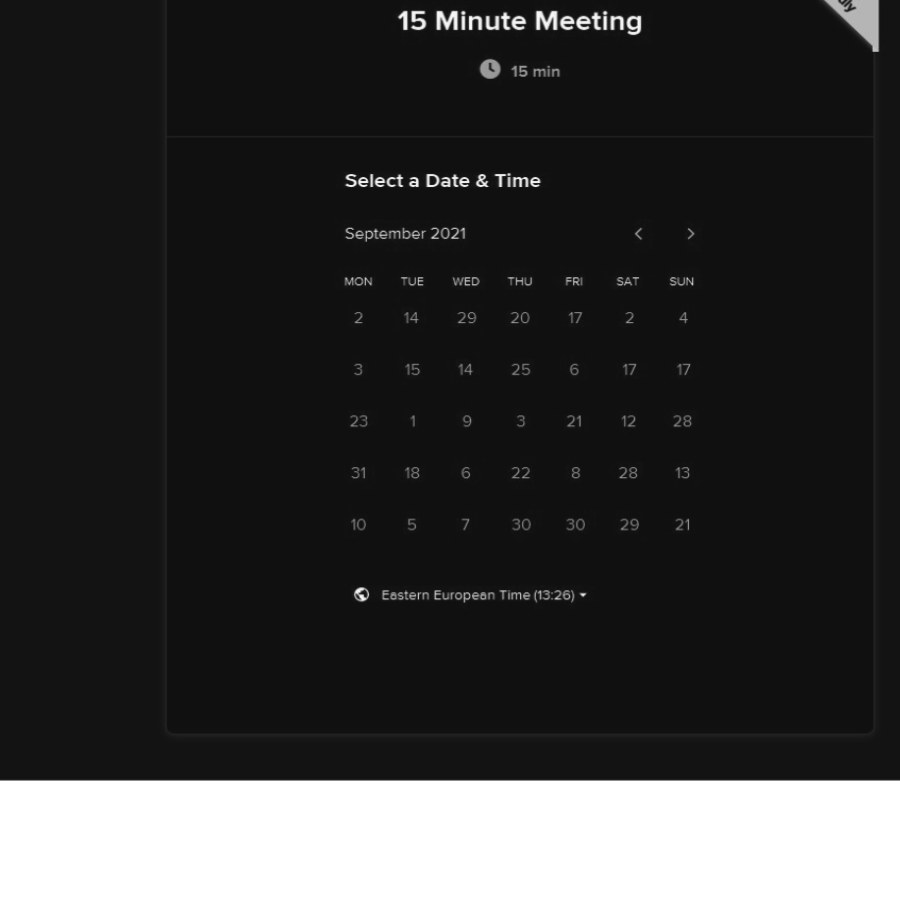 15 Minute Meeting
15 min
Select a Date & Time
September 2021
MON TUE WED THU FRI SAT SUN
2 14 29 20 17 2 4
3 15 14 25 6 17 17
23 1 9 3 21 12 28
31 18 6 22 8 28 13
10 5 7 30 30 29 21
Eastern European Time (13:26)